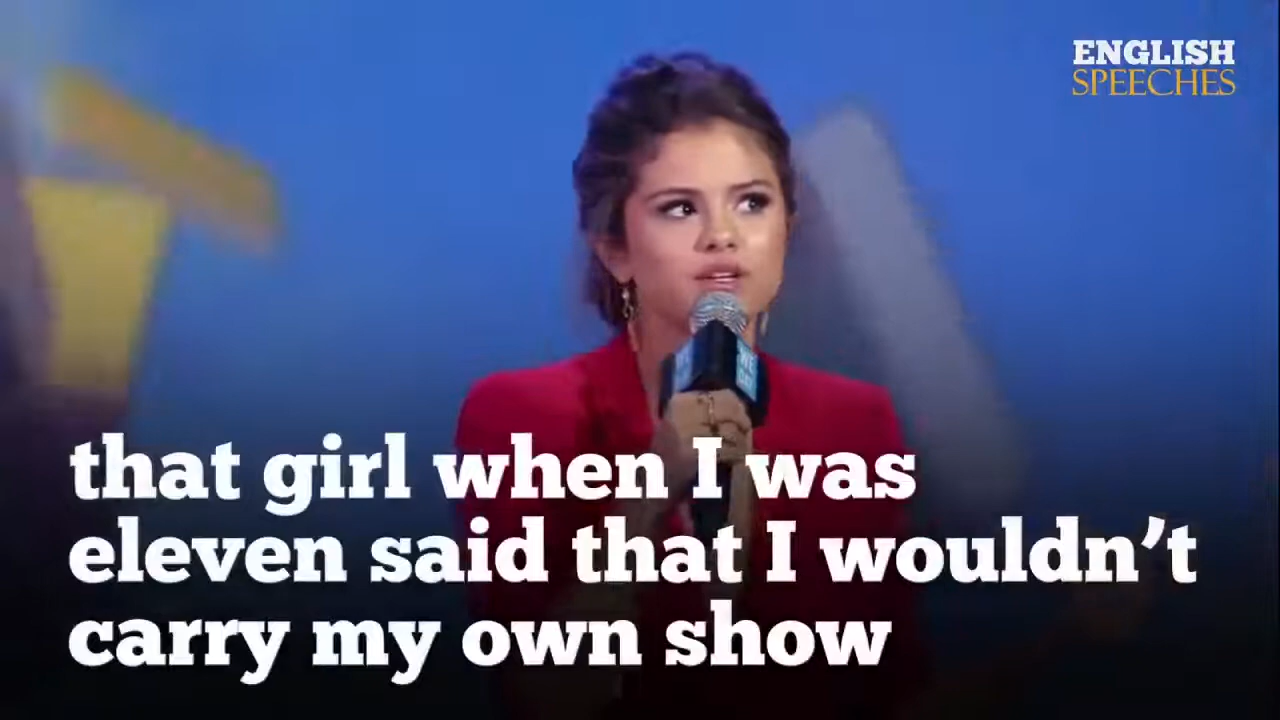 ENGLISH
SPEECHES
that girl when I was
eleven said that I wouldn't
carry my own show